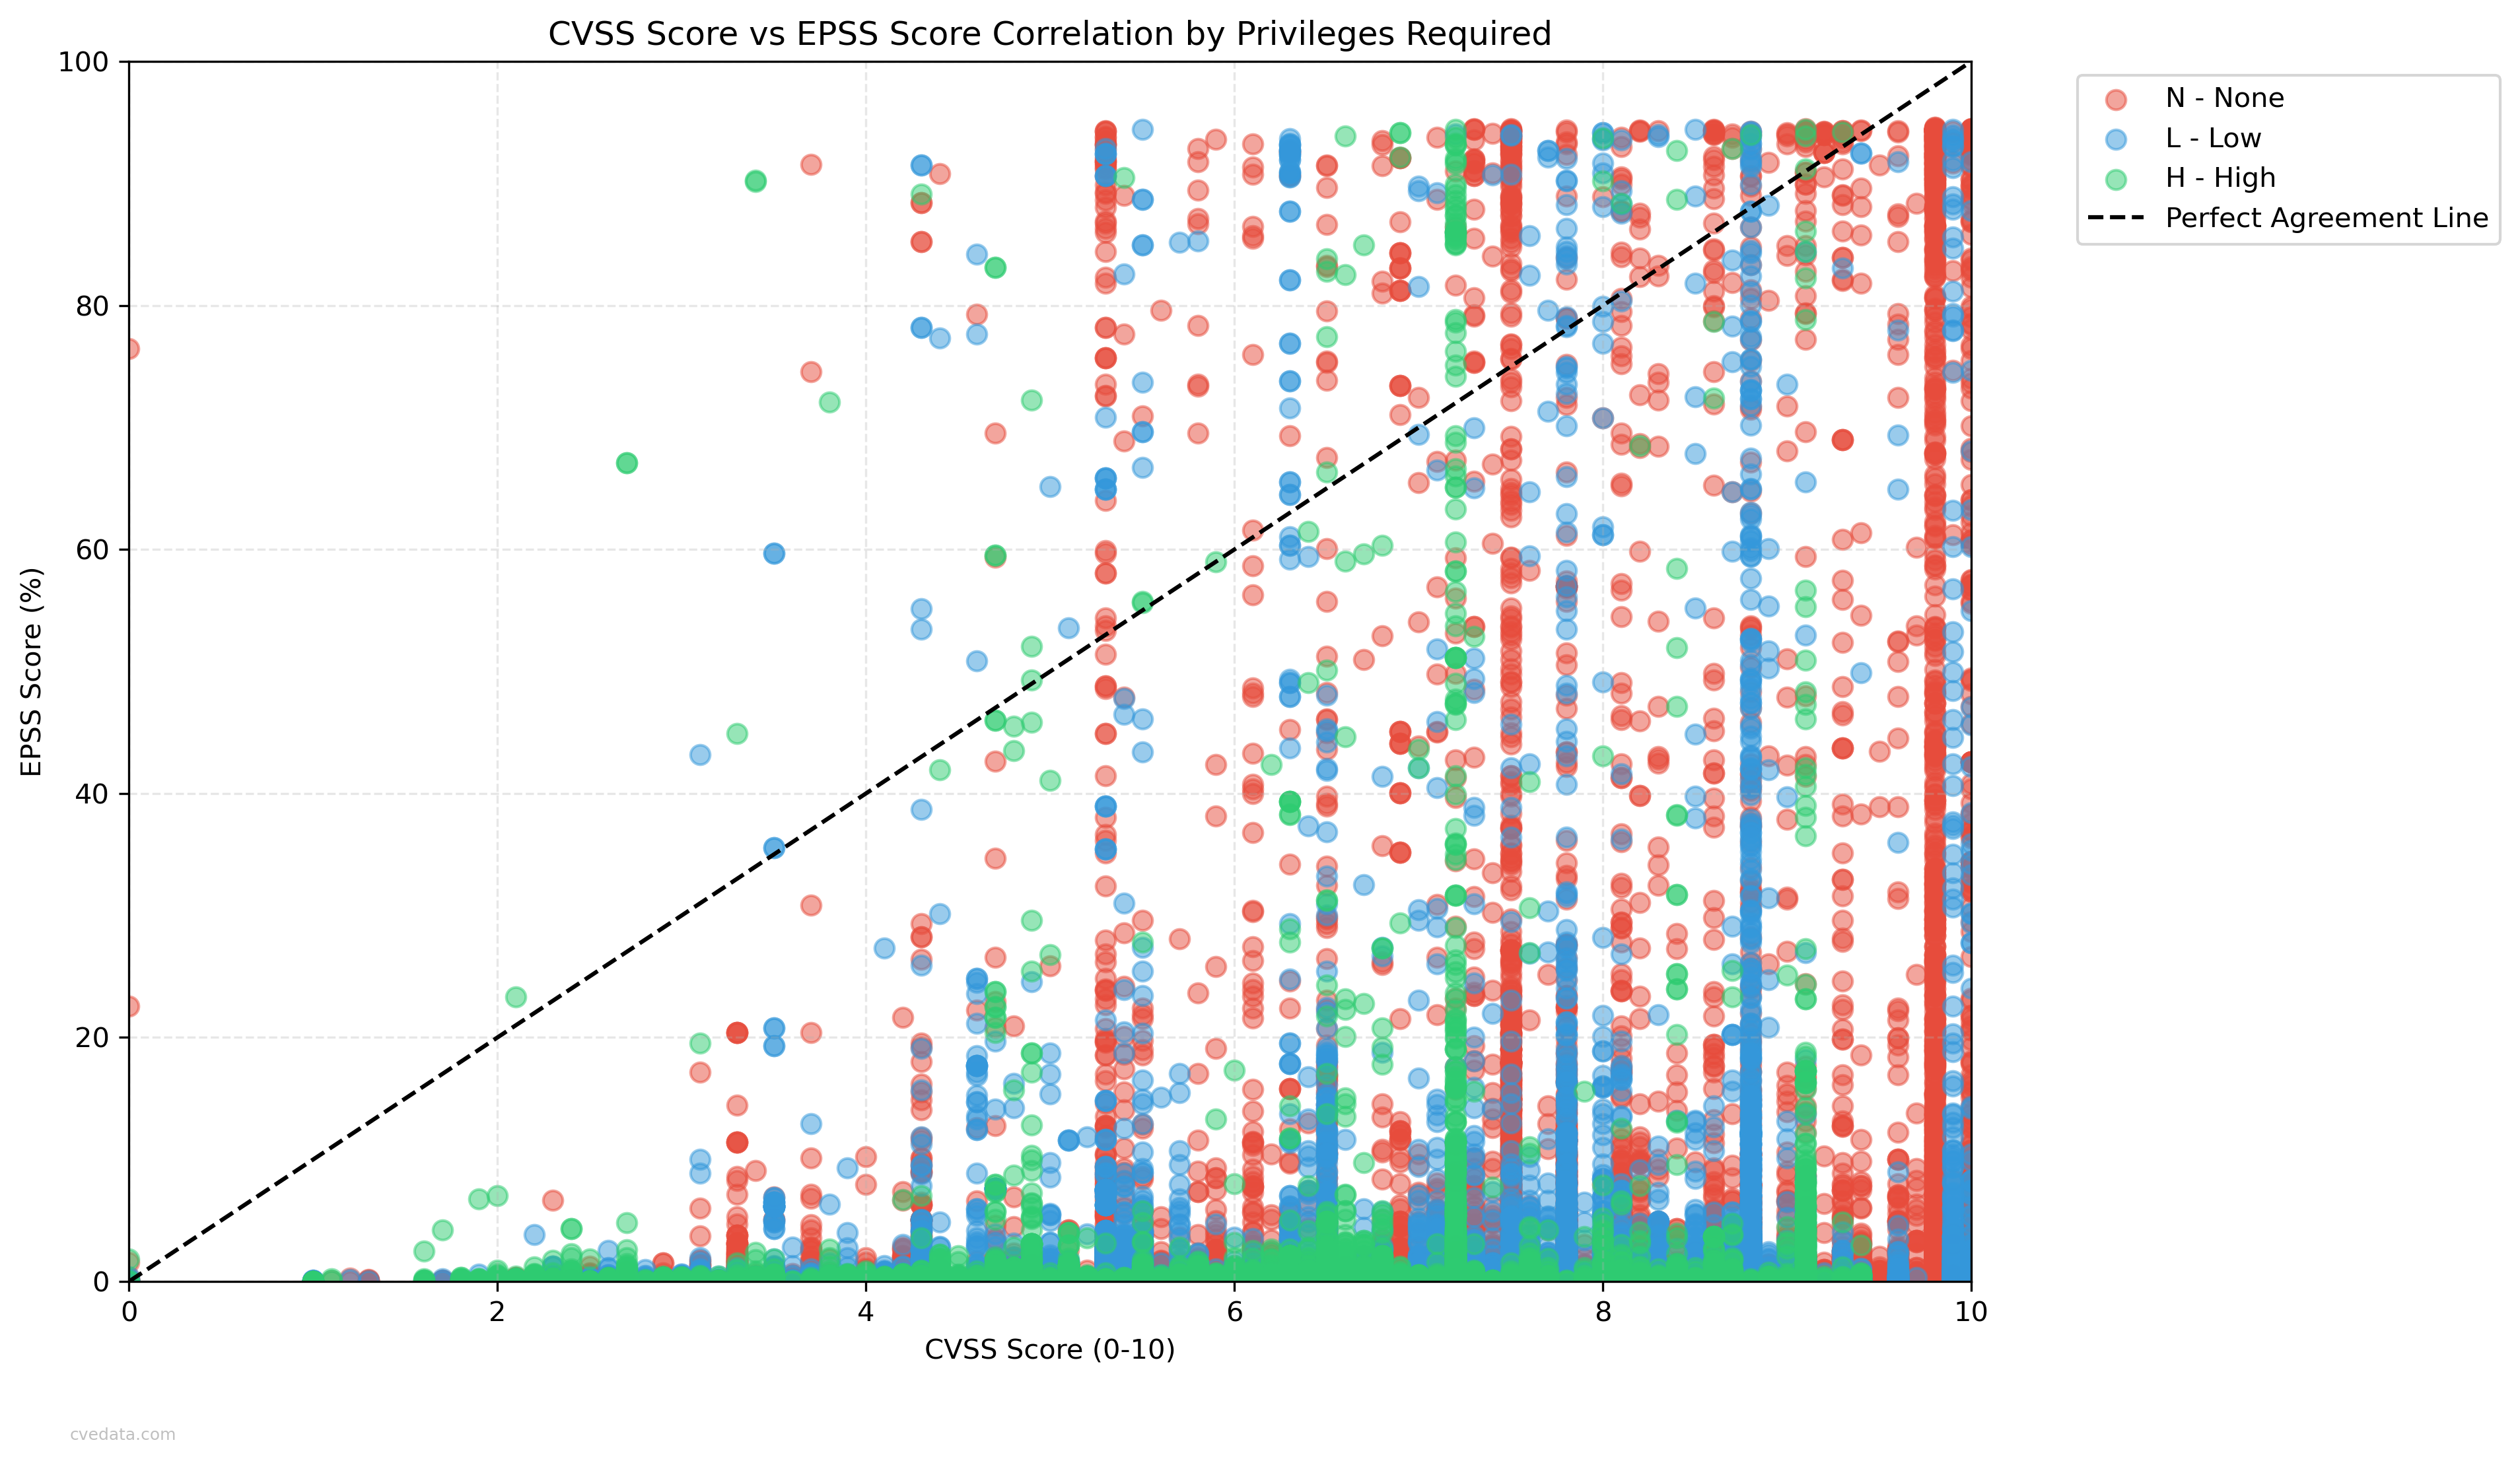 CVSS Score vs EPSS Score Correlation by Privileges Required
100
80
60
40
20
0
EPSS Score (%)
0
2
4
6
8
10
CVSS Score (0-10)
N - None
L - Low
H - High
Perfect Agreement Line
cvedata.com